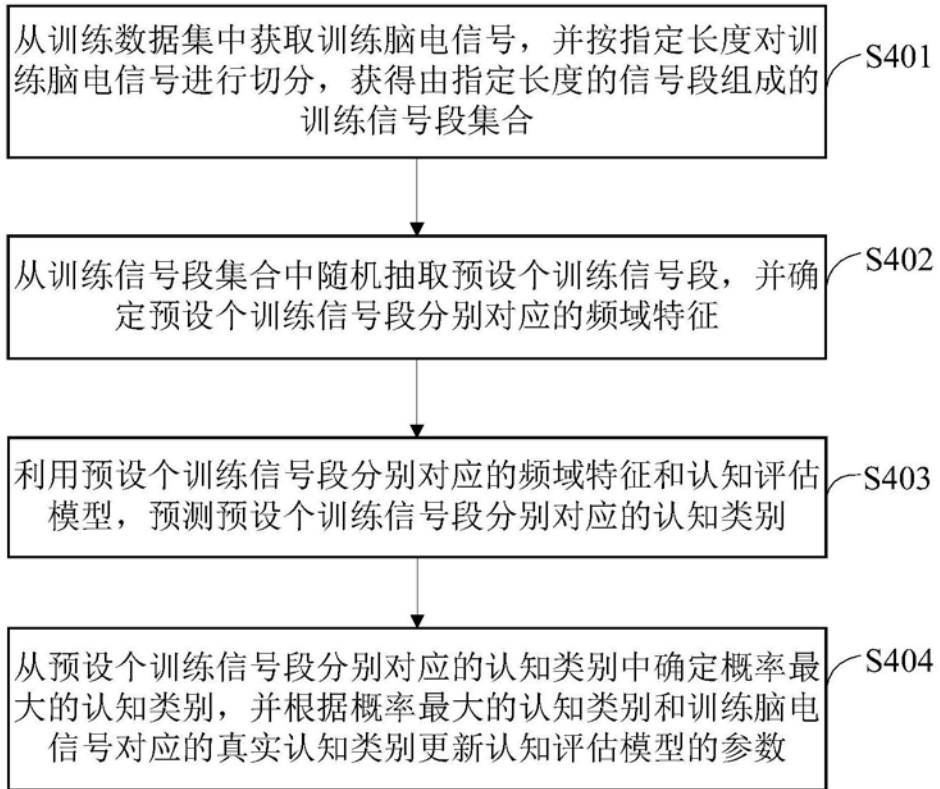 从训练数据集中获取训练脑电信号，并按指定长度对训
练脑电信号进行切分，获得由指定长度的信号段组成的
训练信号段集合
S401
从训练信号段集合中随机抽取预设个训练信号段，并确
定预设个训练信号段分别对应的频域特征
S402
利用预设个训练信号段分别对应的频域特征和认知评估
模型，预测预设个训练信号段分别对应的认知类别
S403
从预设个训练信号段分别对应的认知类别中确定概率最
大的认知类别，并根据概率最大的认知类别和训练脑电
信号对应的真实认知类别更新认知评估模型的参数
S404